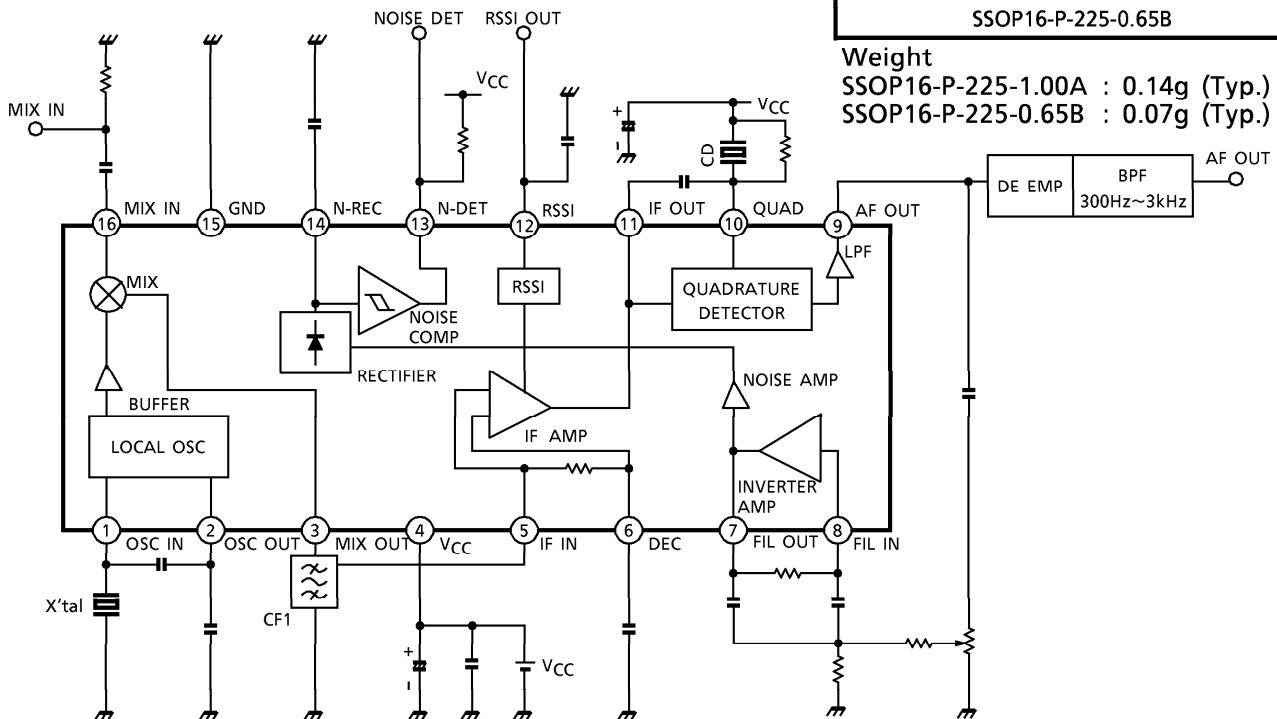 NOISE DET RSSI OUT
SSOP16-P-225-0.65B
Weight
SSOP16-P-225-1.00A : 0.14g (Typ.)
SSOP16-P-225-0.65B : 0.07g (Typ.)
MIX IN
VCC
+
-
VCC
CD
DE EMP
BPF
300Hz~3kHz
AF OUT
16 MIX IN
15 GND
14 N-REC
13 N-DET
12 RSSI
11 IF OUT
10 QUAD
9 AF OUT
MIX
NOISE
COMP
RSSI
QUADRATURE
DETECTOR
LPF
RECTIFIER
NOISE AMP
BUFFER
LOCAL OSC
IF AMP
INVERTER
AMP
1 OSC IN
2 OSC OUT
3 MIX OUT
4 VCC
5 IF IN
6 DEC
7 FIL OUT
8 FIL IN
X'tal
CF1
+
-
VCC